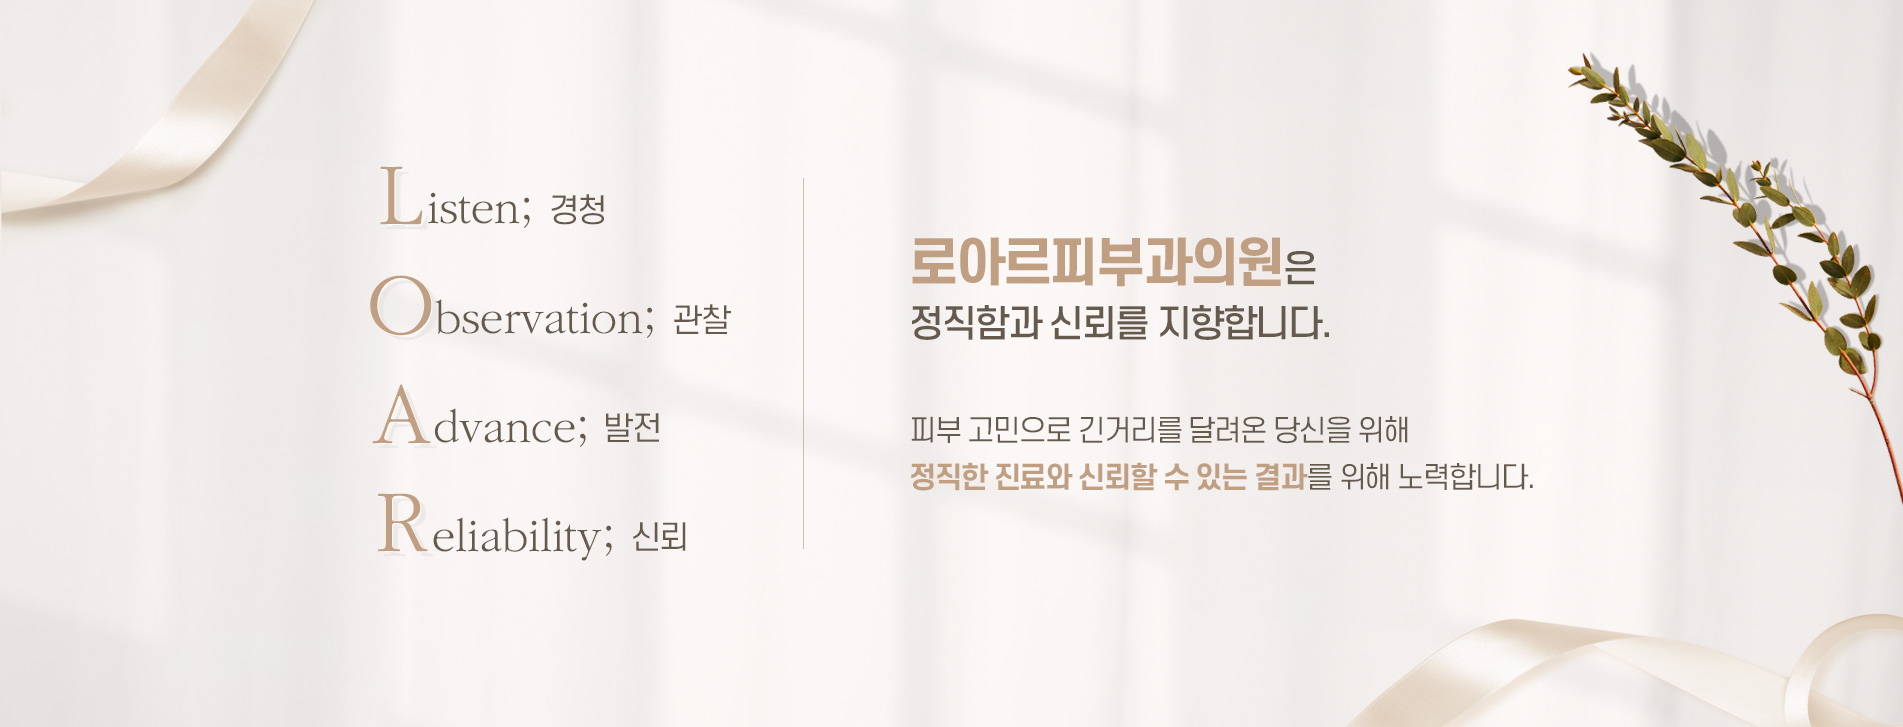 Listen; 경청
Observation; 관찰
Advance; 발전
Reliability; 신뢰
로아르피부과의원은
정직함과 신뢰를 지향합니다.
피부 고민으로 긴거리를 달려온 당신을 위해
정직한 진료와 신뢰할 수 있는 결과를 위해 노력합니다.